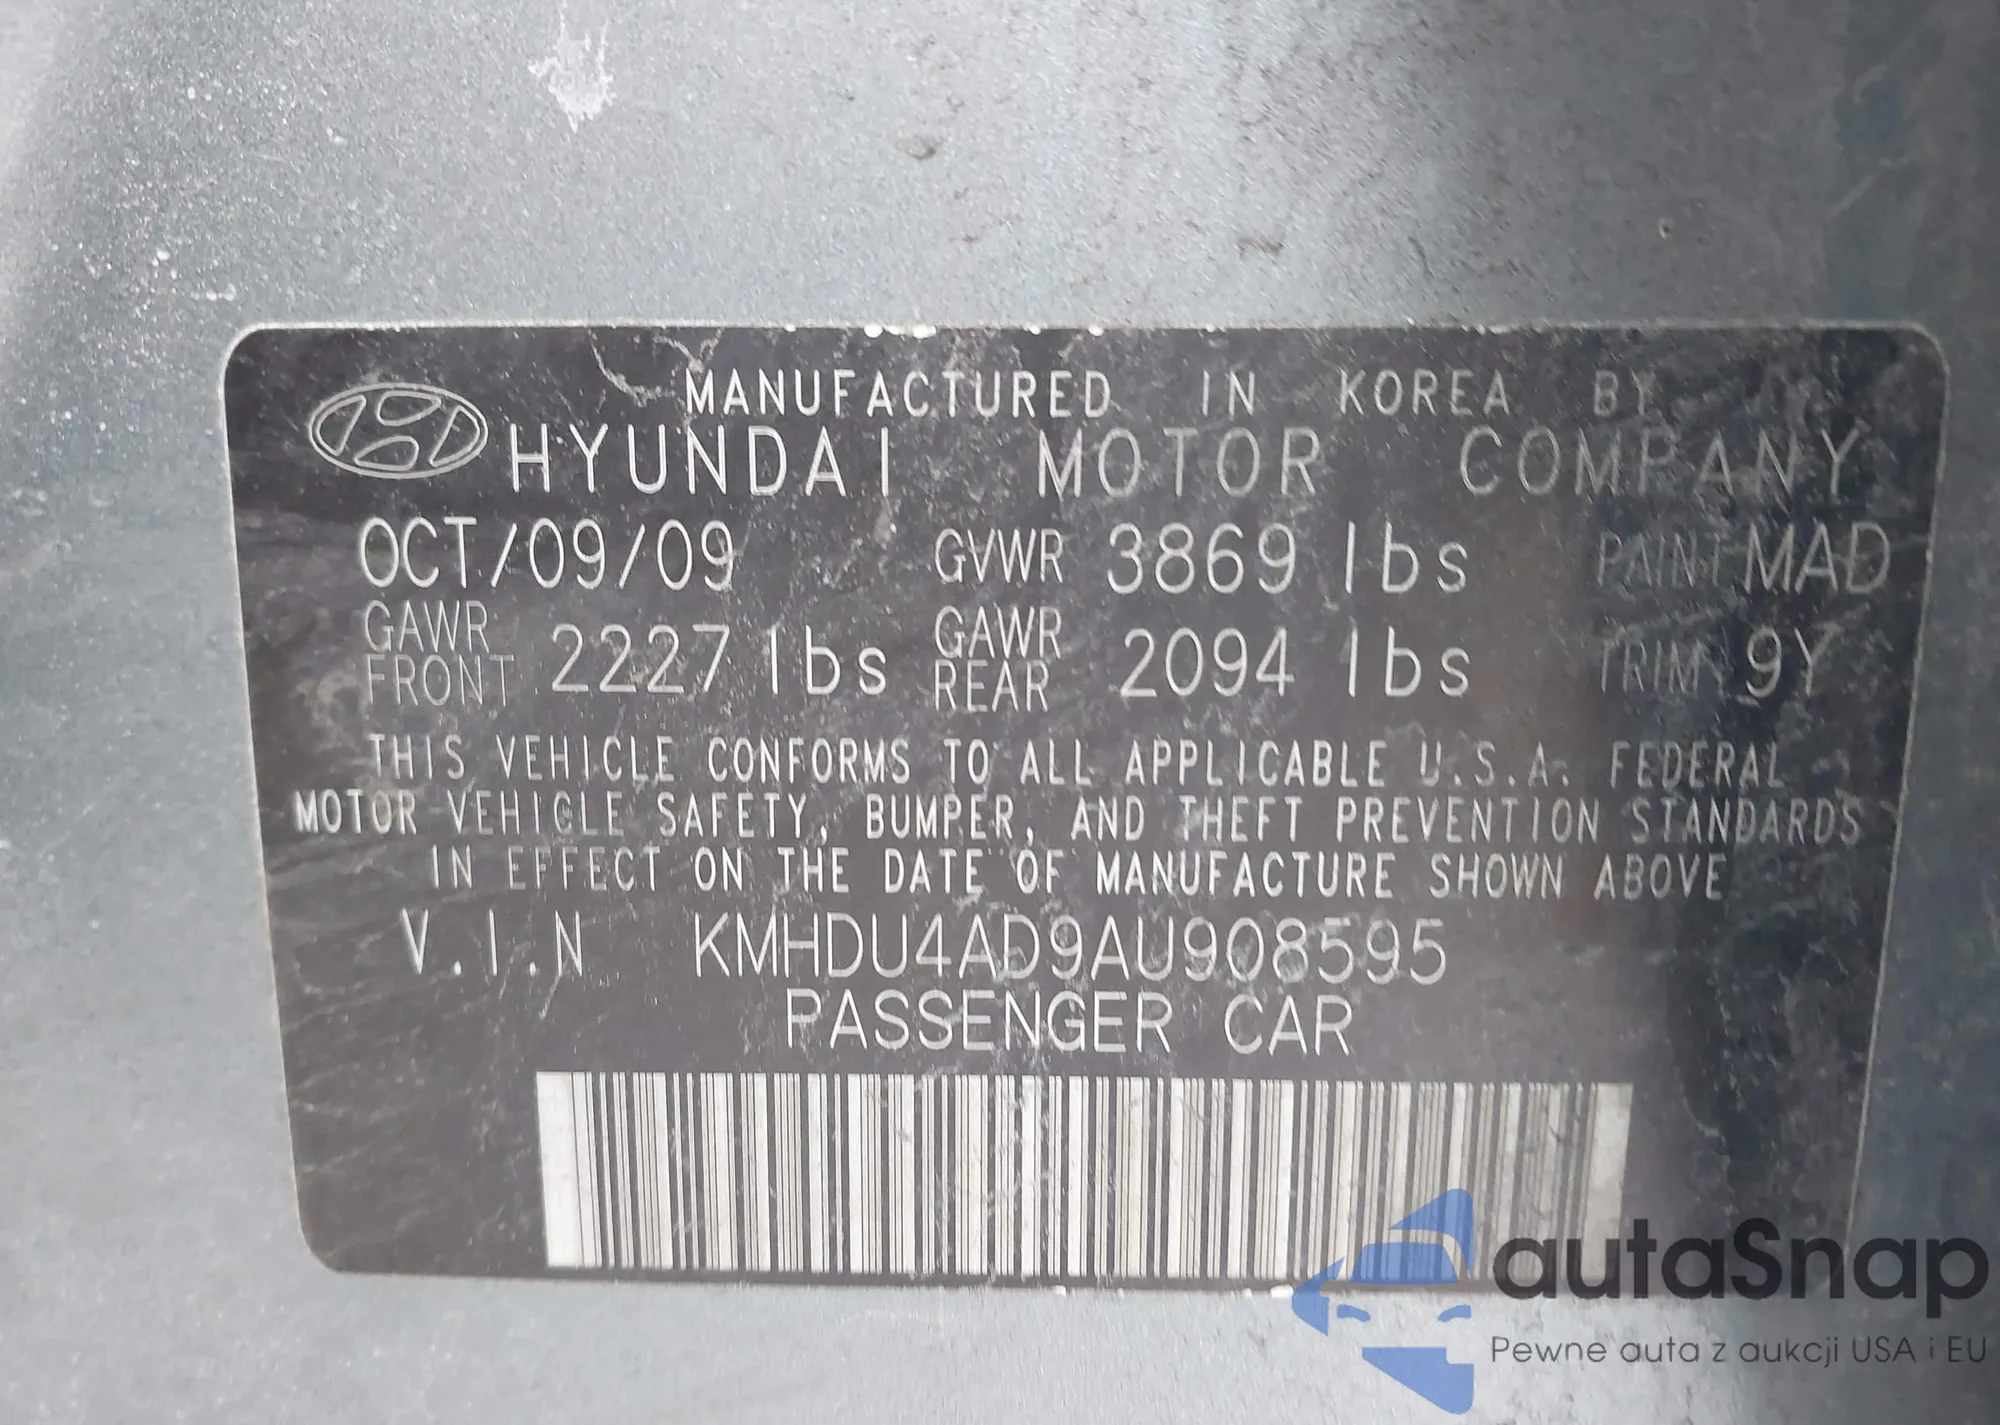 MANUFACTURED IN KOREA BY
HYUNDAI MOTOR COMPANY
OCT/09/09 GVWR 3869 lbs PAINT MAD
GAWR FRONT 2227 lbs GAWR REAR 2094 lbs TRIM 9Y
THIS VEHICLE CONFORMS TO ALL APPLICABLE U.S.A. FEDERAL
MOTOR VEHICLE SAFETY, BUMPER, AND THEFT PREVENTION STANDARDS
IN EFFECT ON THE DATE OF MANUFACTURE SHOWN ABOVE
V.I.N KMHDU4AD9AU908595
PASSENGER CAR
autaSnap
Pewne auta z aukcji USA i EU